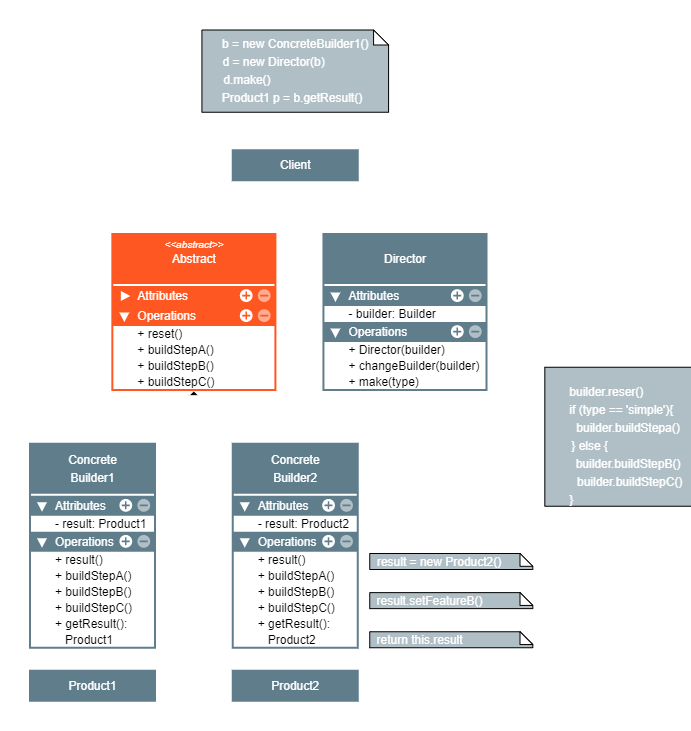 b = new ConcreteBuilder1()
d = new Director(b)
d.make()
Product1 p = b.getResult()
Client
<<abstract>>
Abstract
Attributes
Operations
+ reset()
+ buildStepA()
+ buildStepB()
+ buildStepC()
Director
Attributes
- builder: Builder
Operations
+ Director(builder)
+ changeBuilder(builder)
+ make(type)
builder.reser()
if (type == 'simple'){
builder.buildStepa()
} else {
builder.buildStepB()
builder.buildStepC()
}
Concrete
Builder1
Attributes
- result: Product1
Operations
+ result()
+ buildStepA()
+ buildStepB()
+ buildStepC()
+ getResult():
Product1
Concrete
Builder2
Attributes
- result: Product2
Operations
+ result()
+ buildStepA()
+ buildStepB()
+ buildStepC()
+ getResult():
Product2
result = new Product2()
result.setFeatureB()
return this.result
Product1
Product2